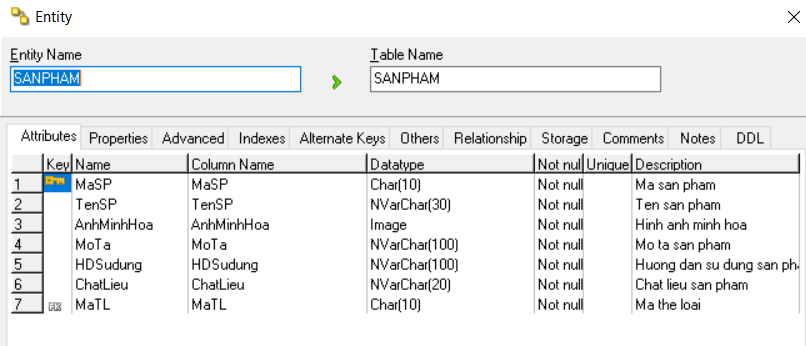 Entity
Entity Name Table Name
SANPHAM SANPHAM
Attributes Properties Advanced Indexes Alternate Keys Others Relationship Storage Comments Notes DDL
Key Name Column Name Datatype Not nul Unique Description
1 MaSP MaSP Char(10) Not null Ma san pham
2 TenSP TenSP NVarChar(30) Not null Ten san pham
3 AnhMinhHoa AnhMinhHoa Image Not null Hinh anh minh hoa
4 MoTa MoTa NVarChar(100) Not null Mo ta san pham
5 HDSudung HDSudung NVarChar(100) Not null Huong dan su dung san pha
6 ChatLieu ChatLieu NVarChar(20) Not null Chat lieu san pham
7 FK MaTL MaTL Char(10) Not null Ma the loai